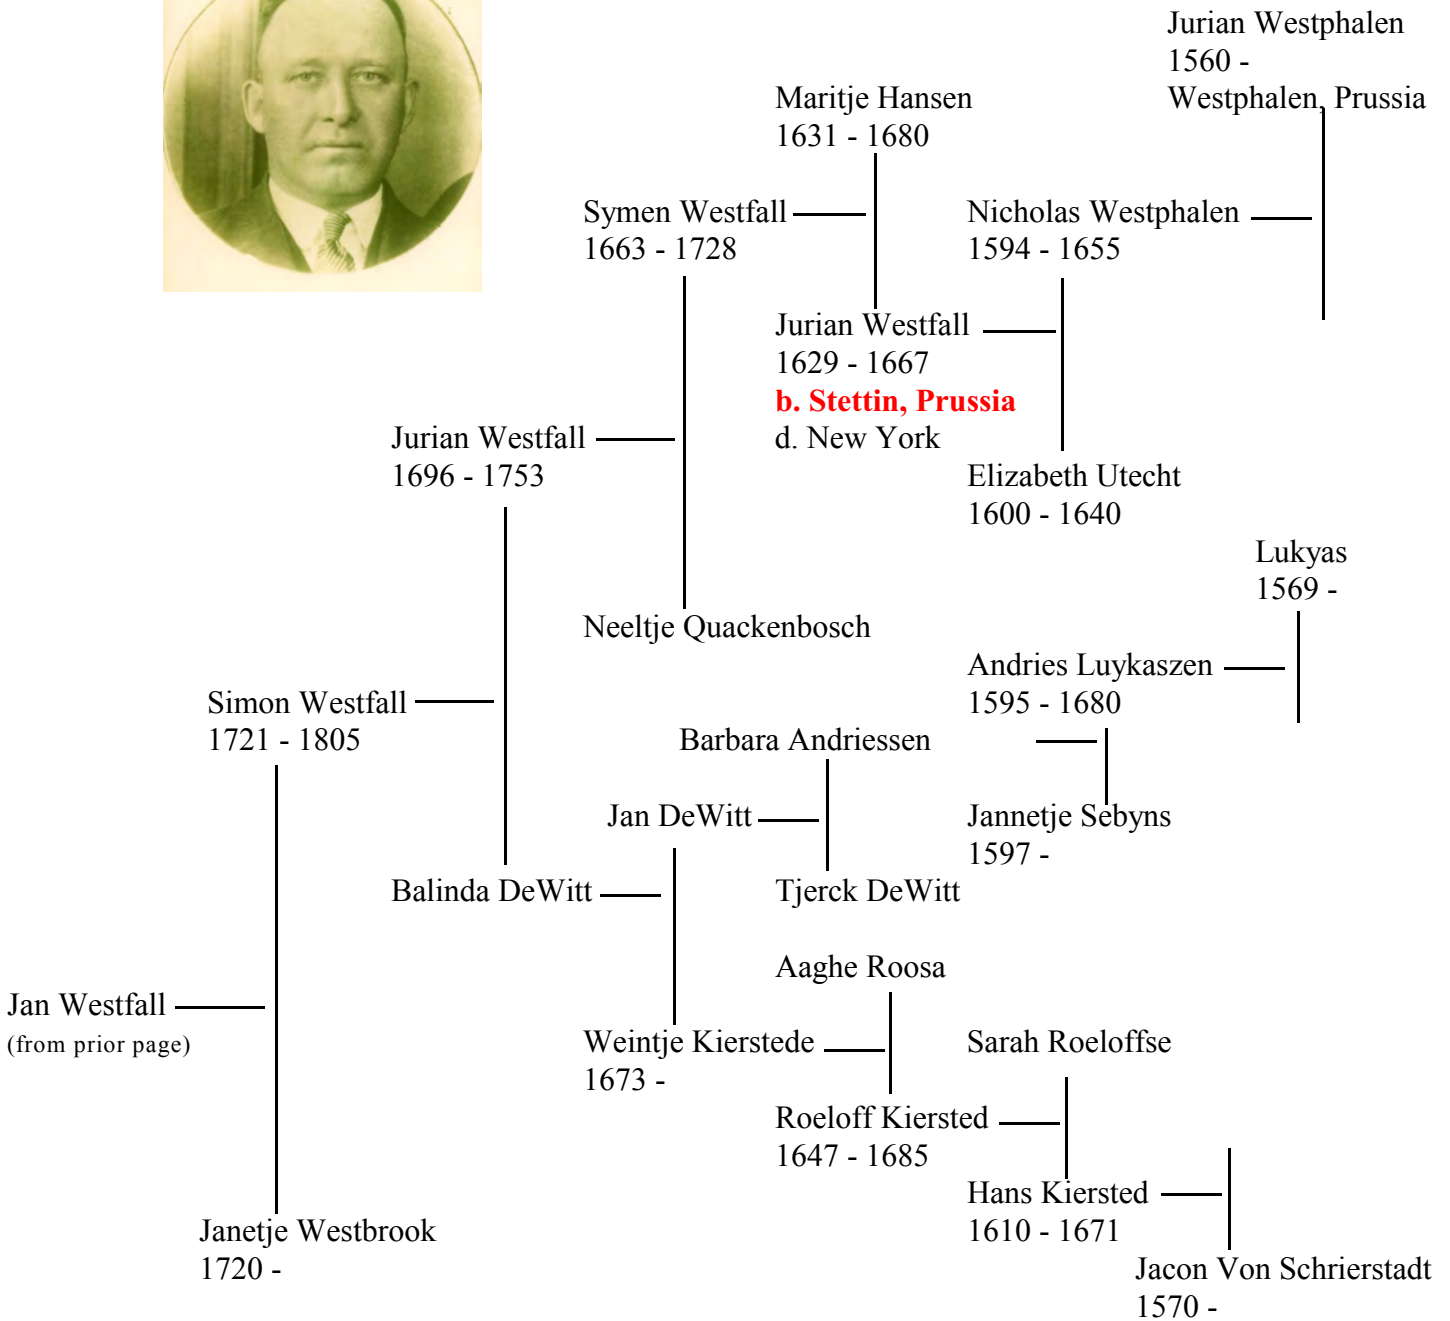 Jurian Westphalen
1560 -
Westphalen, Prussia
Maritje Hansen
1631 - 1680
Symen Westfall
1663 - 1728
Nicholas Westphalen
1594 - 1655
Jurian Westfall
1629 - 1667
b. Stettin, Prussia
d. New York
Jurian Westfall
1696 - 1753
Elizabeth Utecht
1600 - 1640
Lukyas
1569 -
Neeltje Quackenbosch
Andries Luykaszen
1595 - 1680
Simon Westfall
1721 - 1805
Barbara Andriessen
Jan DeWitt
Jannetje Sebyns
1597 -
Balinda DeWitt
Tjerck DeWitt
Aaghe Roosa
Jan Westfall
(from prior page)
Weintje Kierstede
1673 -
Sarah Roeloffse
Roeloff Kiersted
1647 - 1685
Hans Kiersted
1610 - 1671
Janetje Westbrook
1720 -
Jacon Von Schrierstadt
1570 -